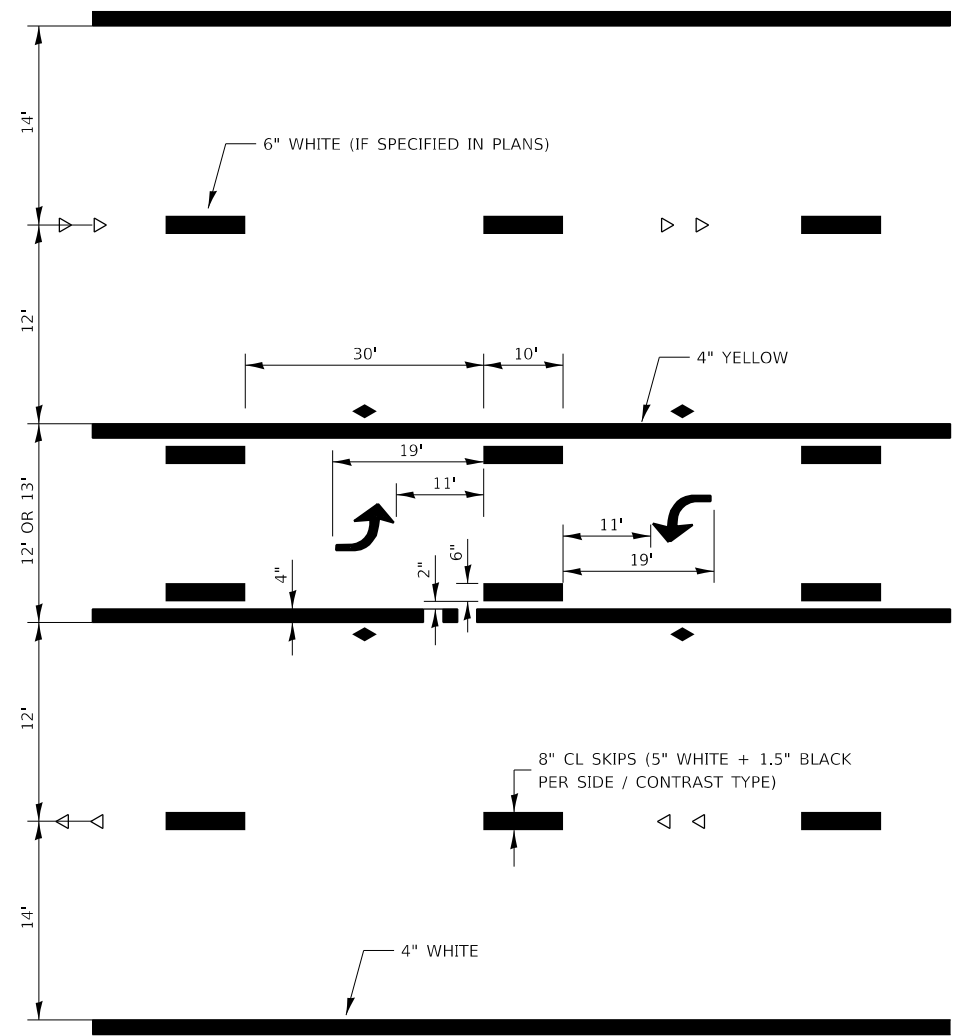 14'
6" WHITE (IF SPECIFIED IN PLANS)
12'
30'
10'
4" YELLOW
12' OR 13'
19'
11'
11'
19'
4"
2"
6"
12'
8" CL SKIPS (5" WHITE + 1.5" BLACK
PER SIDE / CONTRAST TYPE)
14'
4" WHITE